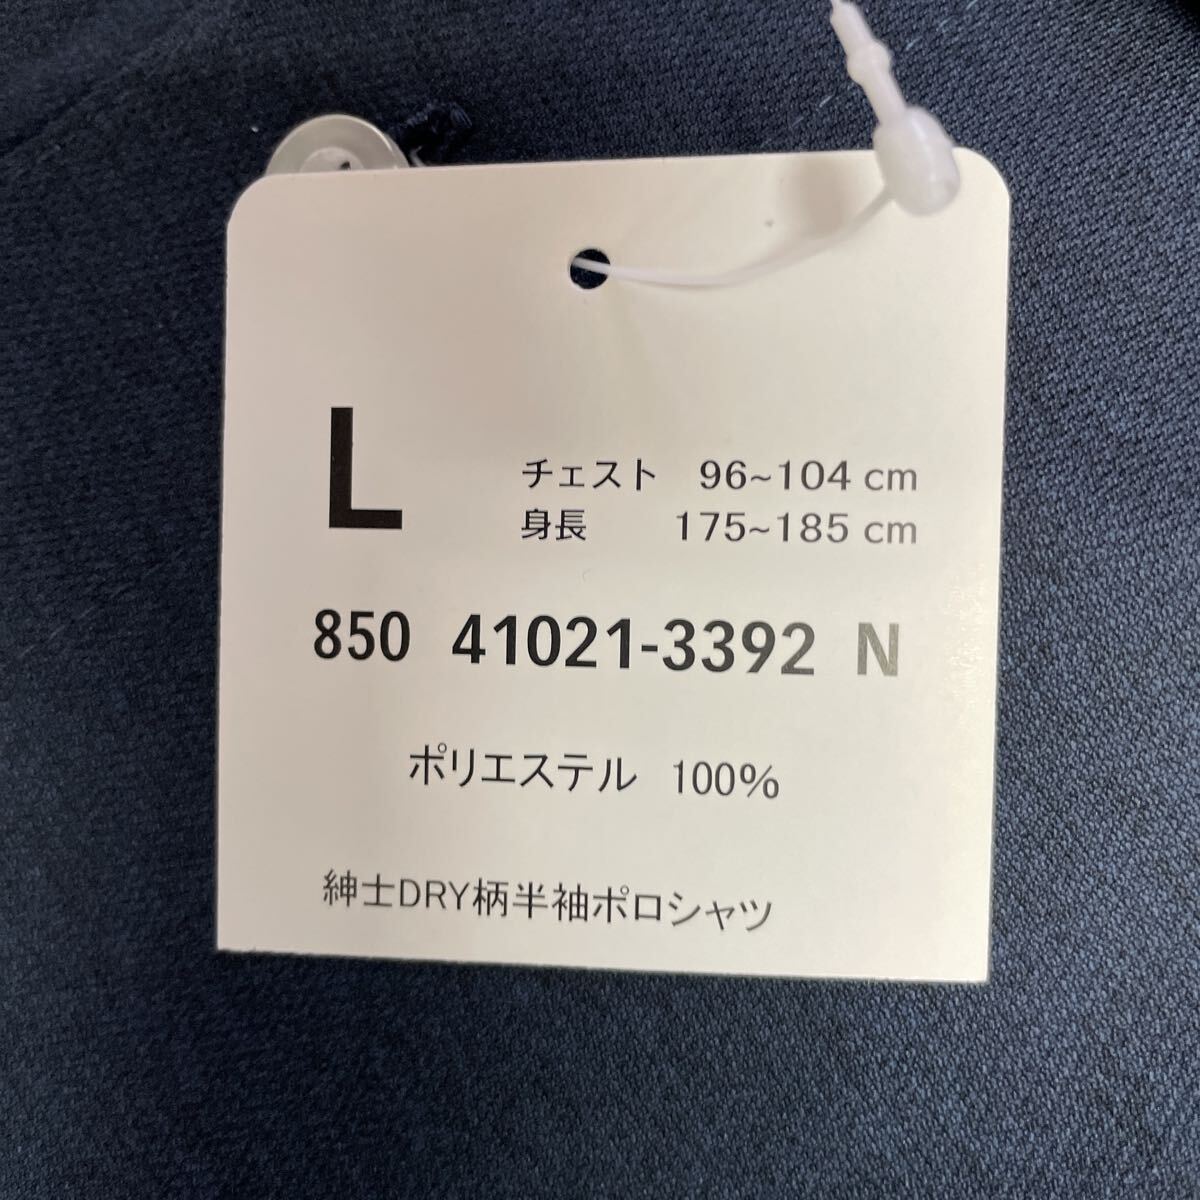 L
チェスト 96~104 cm
身長 175~185 cm
850 41021-3392 N
ポリエステル 100%
紳士DRY柄半袖ポロシャツ